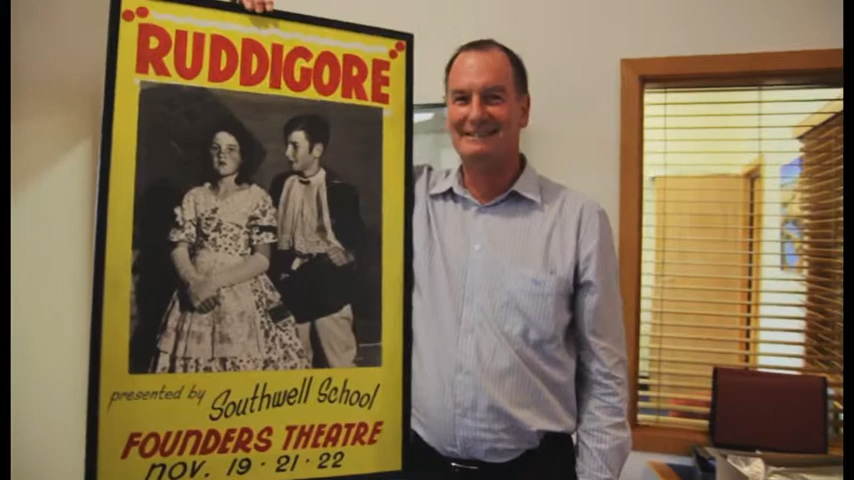 RUDDIGORE
presented by Southwell School
FOUNDERS THEATRE
NOV. 19 · 21 · 22